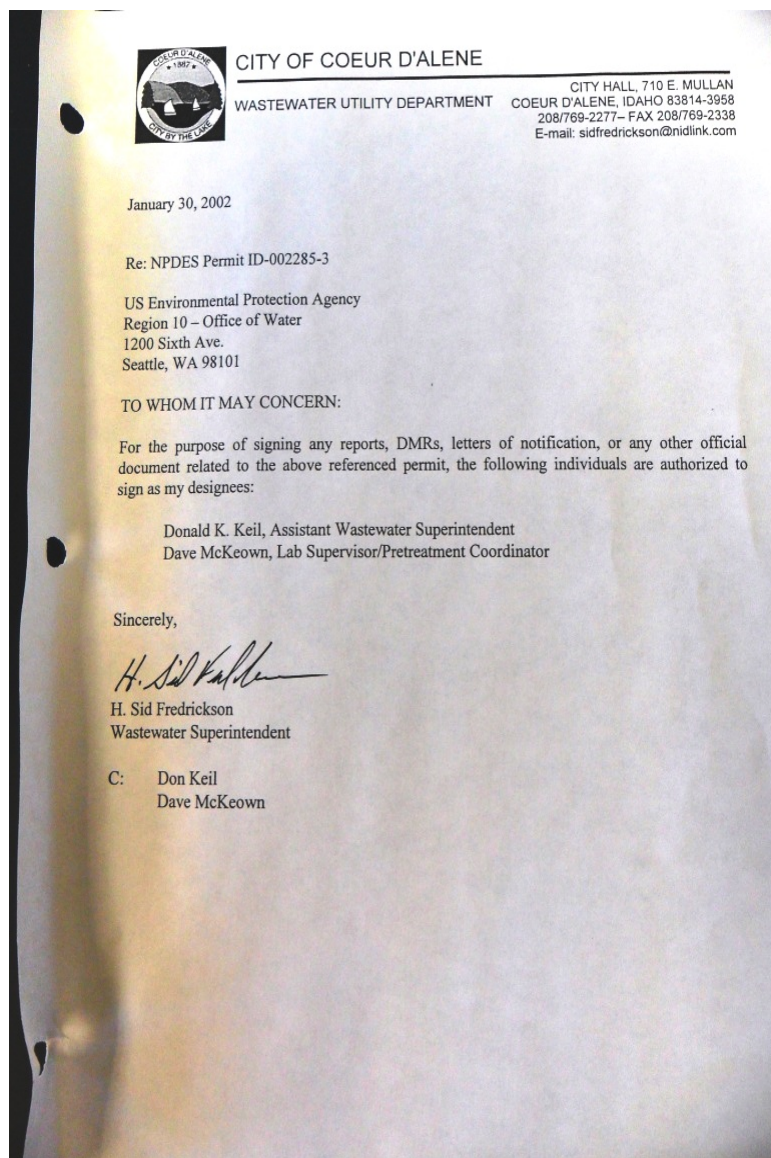 COEUR D'ALENE
★1887★
CITY BY THE LAKE
CITY OF COEUR D'ALENE
WASTEWATER UTILITY DEPARTMENT
CITY HALL, 710 E. MULLAN
COEUR D'ALENE, IDAHO 83814-3958
208/769-2277– FAX 208/769-2338
E-mail: sidfredrickson@nidlink.com
January 30, 2002
Re: NPDES Permit ID-002285-3
US Environmental Protection Agency
Region 10 – Office of Water
1200 Sixth Ave.
Seattle, WA 98101
TO WHOM IT MAY CONCERN:
For the purpose of signing any reports, DMRs, letters of notification, or any other official
document related to the above referenced permit, the following individuals are authorized to
sign as my designees:
Donald K. Keil, Assistant Wastewater Superintendent
Dave McKeown, Lab Supervisor/Pretreatment Coordinator
Sincerely,
H. Sid
H. Sid Fredrickson
Wastewater Superintendent
C: Don Keil
Dave McKeown